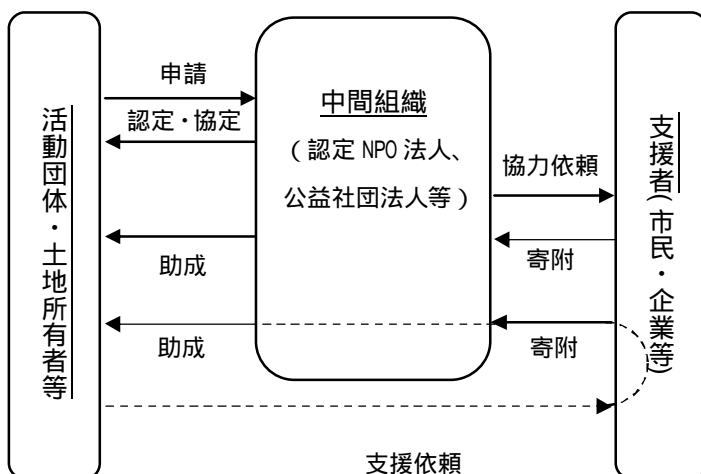 活動団体・土地所有者等
申請
認定・協定
助成
助成
中間組織
(認定 NPO 法人、
公益社団法人等)
協力依頼
寄附
寄附
支援依頼
支援者(市民・企業等)